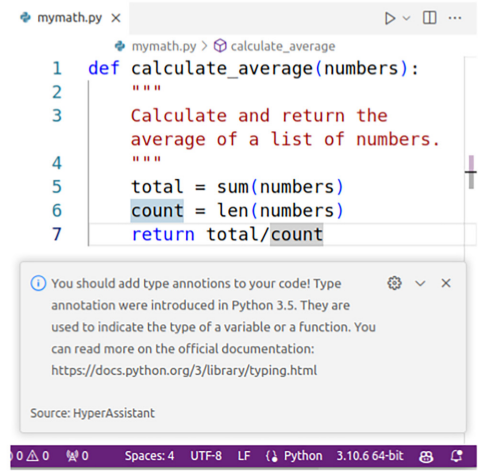 mymath.py
mymath.py > calculate_average
1 def calculate_average(numbers):
2 """
3 Calculate and return the
average of a list of numbers.
4 """
5 total = sum(numbers)
6 count = len(numbers)
7 return total/count
You should add type annotions to your code! Type
annotation were introduced in Python 3.5. They are
used to indicate the type of a variable or a function. You
can read more on the official documentation:
https://docs.python.org/3/library/typing.html
Source: HyperAssistant
0 0 0 Spaces: 4 UTF-8 LF Python 3.10.6 64-bit